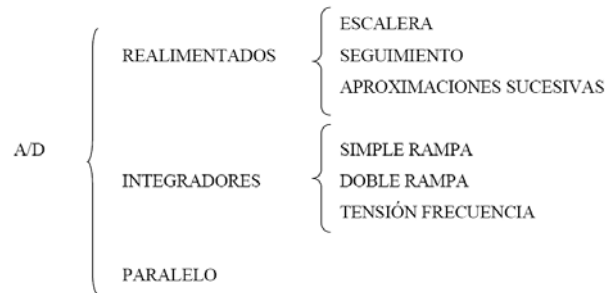 A/D
REALIMENTADOS
ESCALERA
SEGUIMIENTO
APROXIMACIONES SUCESIVAS
INTEGRADORES
SIMPLE RAMPA
DOBLE RAMPA
TENSIÓN FRECUENCIA
PARALELO